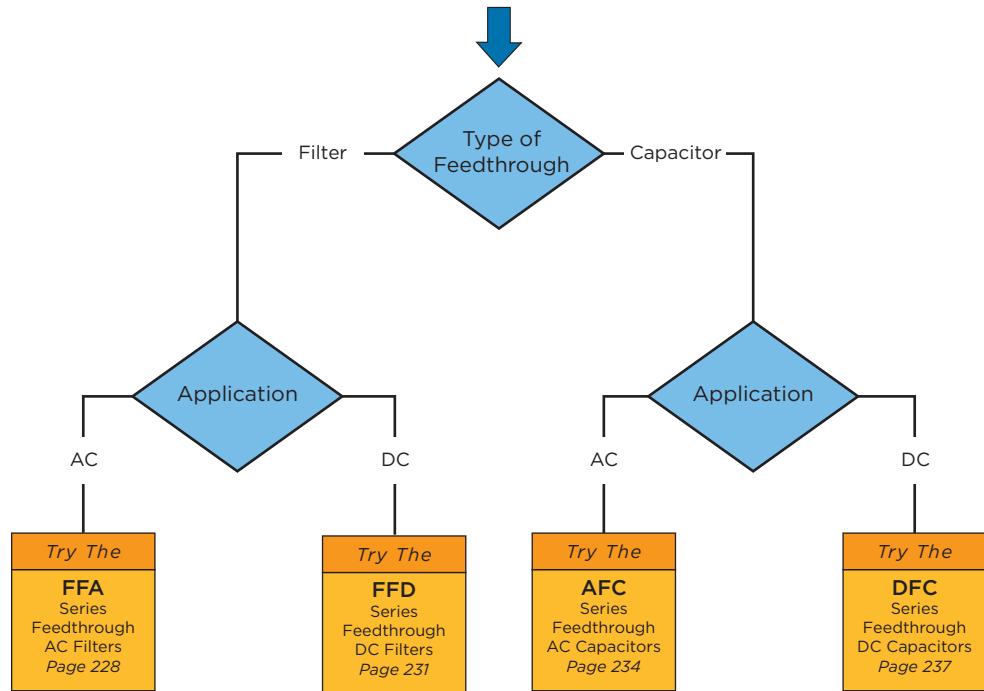 Type of
Feedthrough
Filter
Capacitor
Application
Application
AC
DC
AC
DC
Try The
FFA
Series
Feedthrough
AC Filters
Page 228
Try The
FFD
Series
Feedthrough
DC Filters
Page 231
Try The
AFC
Series
Feedthrough
AC Capacitors
Page 234
Try The
DFC
Series
Feedthrough
DC Capacitors
Page 237